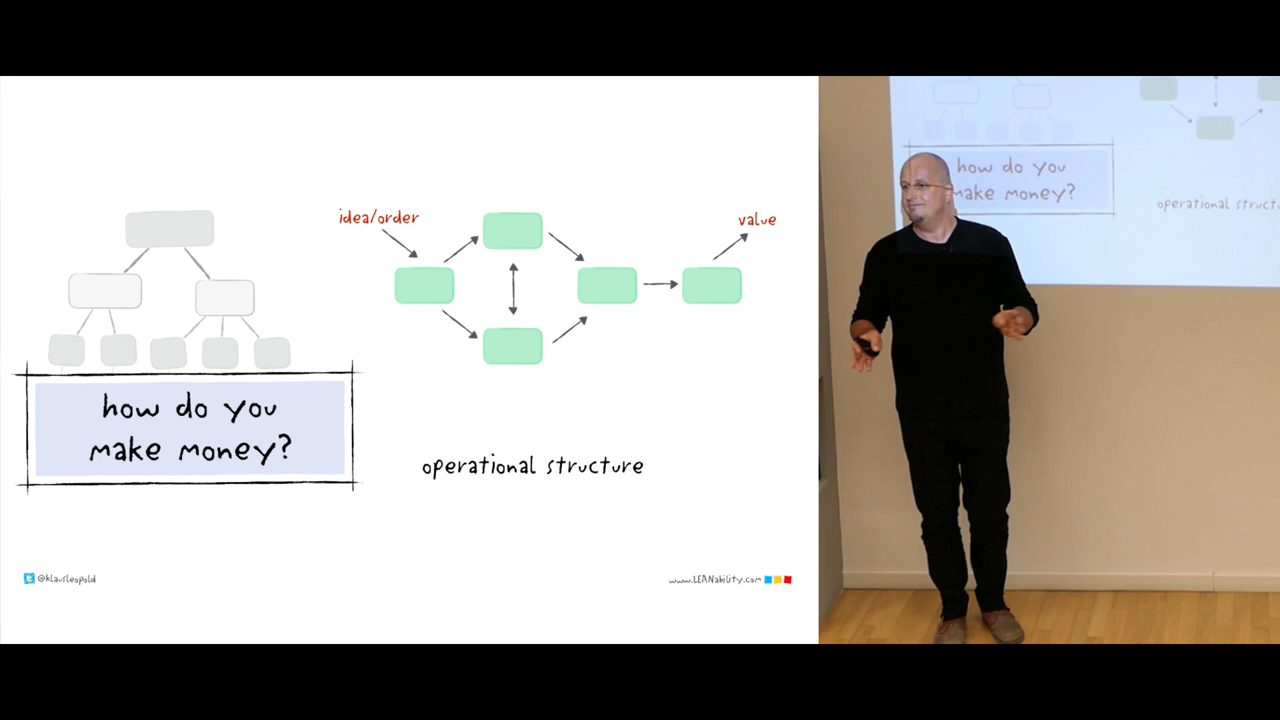 idea/order
value
how do you
make money?
operational structure
@klausleopold
www.LEANability.com
how do you
make money?
operational structu